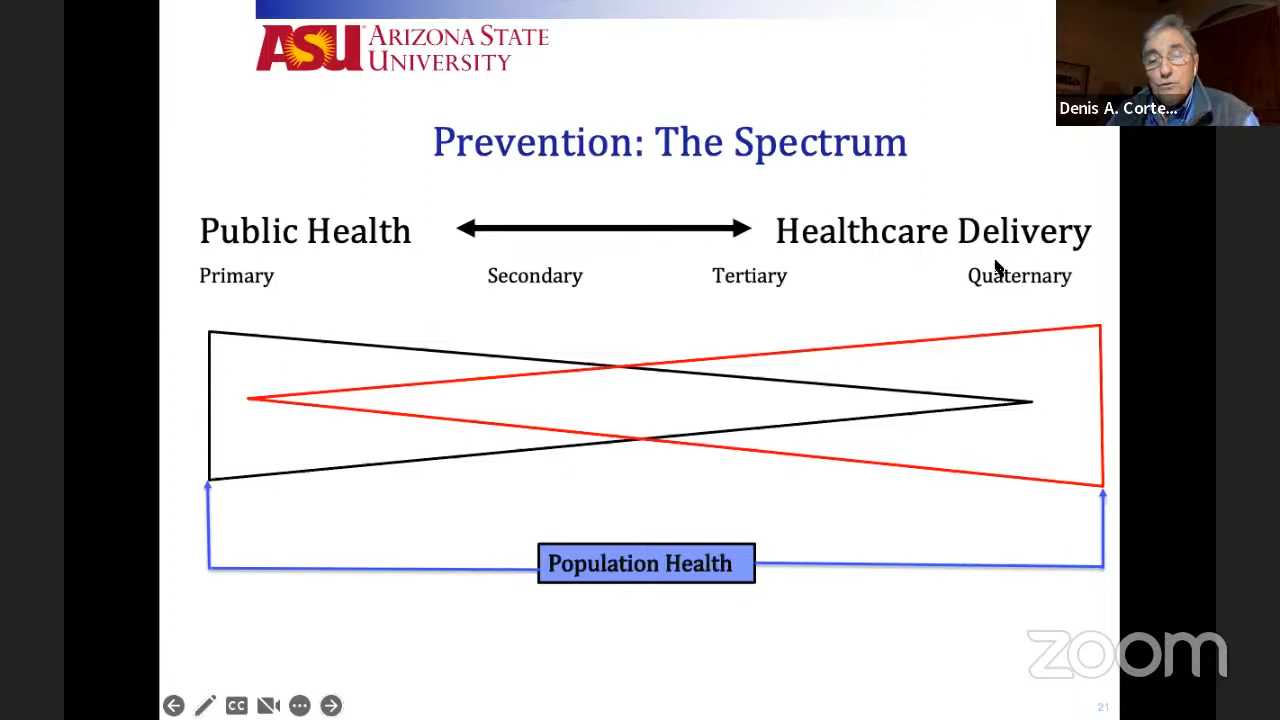 ASU ARIZONA STATE
UNIVERSITY
Denis A. Corte...
Prevention: The Spectrum
Public Health
Healthcare Delivery
Primary
Secondary
Tertiary
Quaternary
Population Health
zoom
CC
21